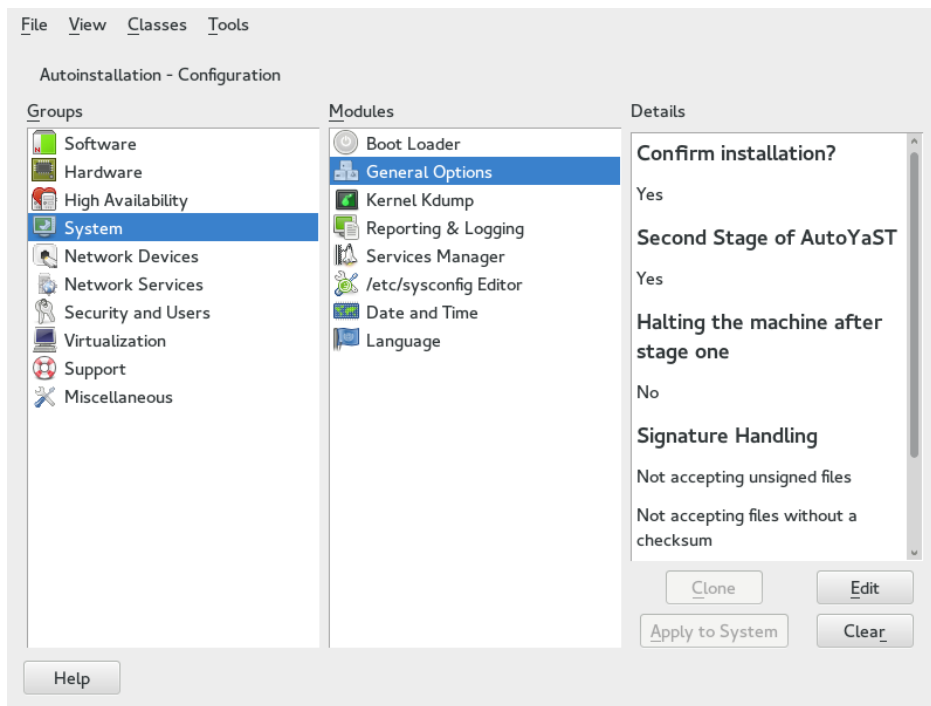 File View Classes Tools
Autoinstallation - Configuration
Groups
Software
Hardware
High Availability
System
Network Devices
Network Services
Security and Users
Virtualization
Support
Miscellaneous
Modules
Boot Loader
General Options
Kernel Kdump
Reporting & Logging
Services Manager
/etc/sysconfig Editor
Date and Time
Language
Details
Confirm installation?
Yes
Second Stage of AutoYaST
Yes
Halting the machine after
stage one
No
Signature Handling
Not accepting unsigned files
Not accepting files without a
checksum
Clone Edit
Apply to System Clear
Help